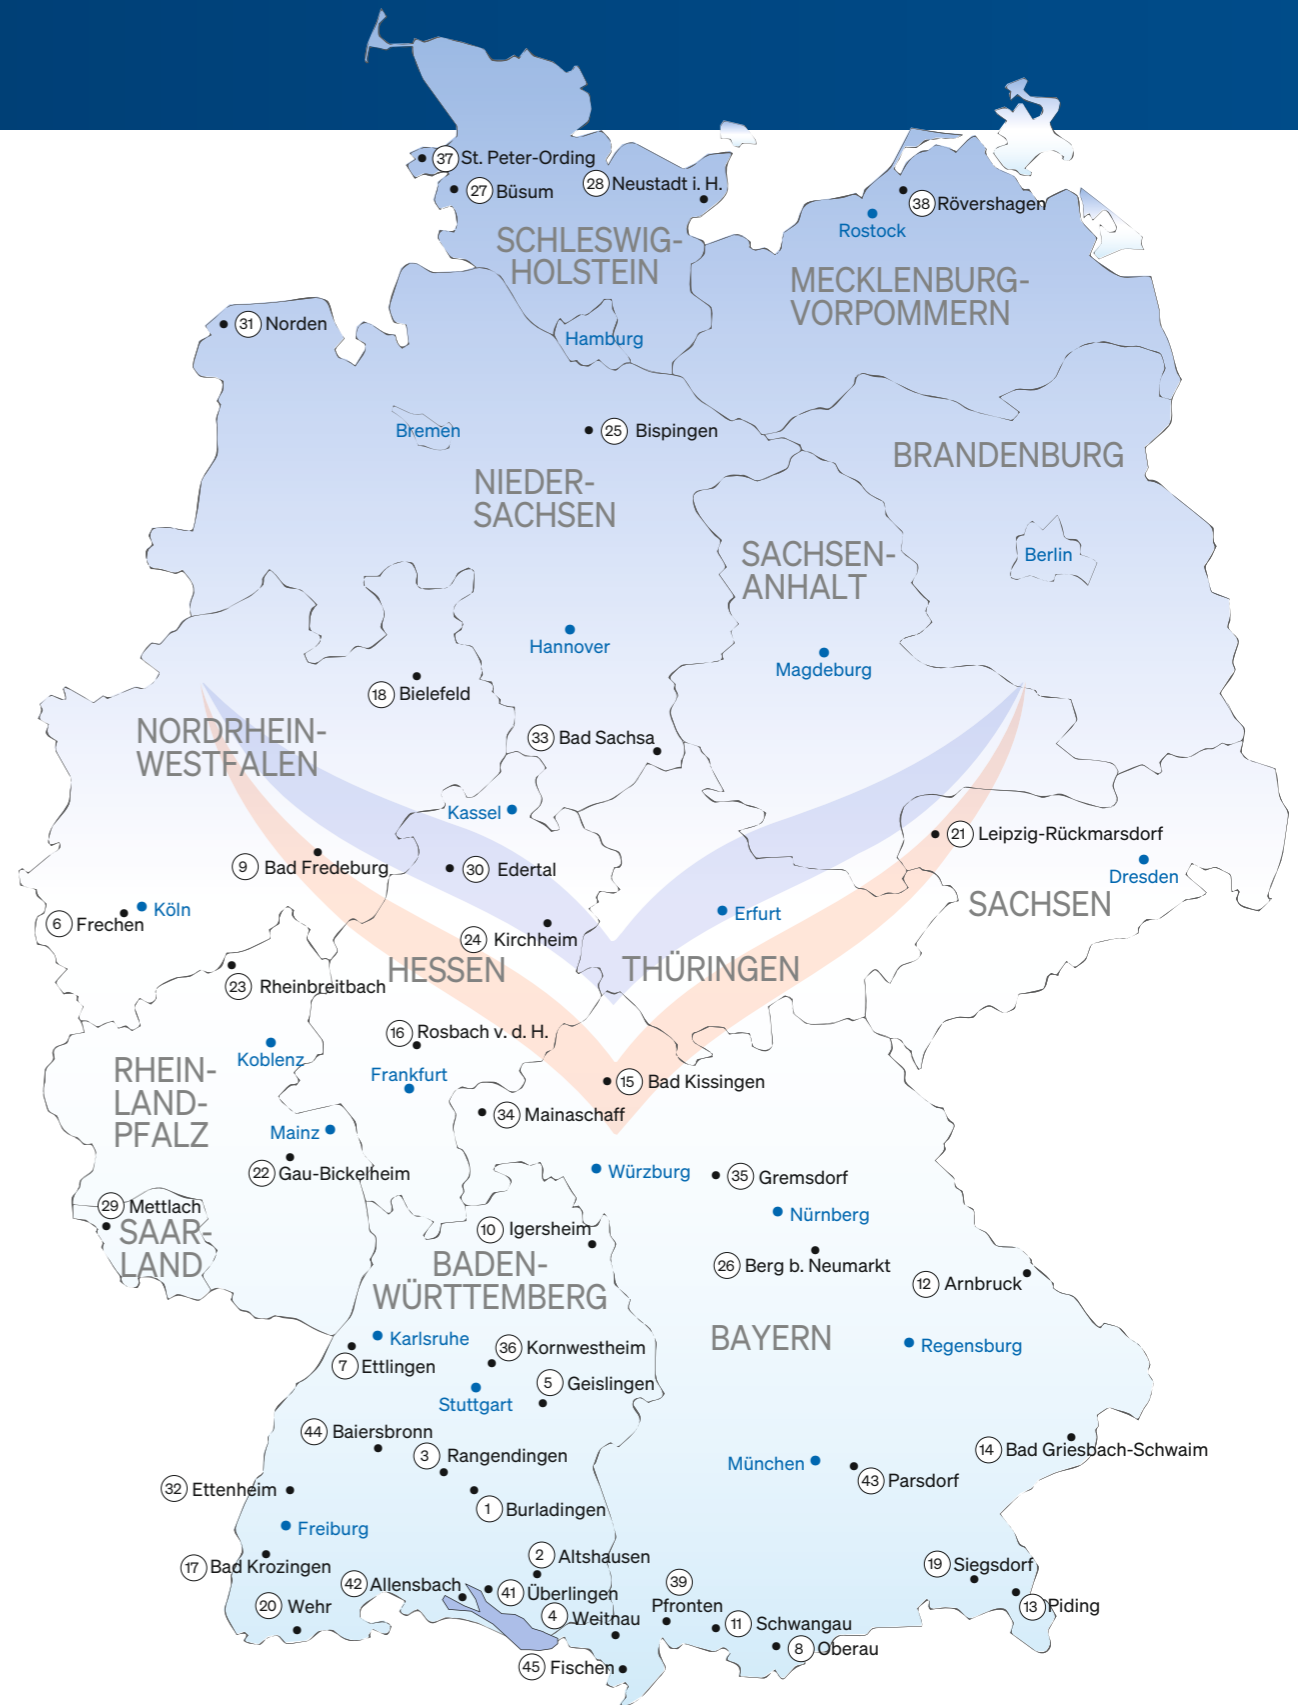 37 St. Peter-Ording
27 Büsum
28 Neustadt i. H.
38 Rövershagen
Rostock
SCHLESWIG-
HOLSTEIN
MECKLENBURG-
VORPOMMERN
31 Norden
Hamburg
Bremen
25 Bispingen
BRANDENBURG
NIEDER-
SACHSEN
SACHSEN-
ANHALT
Berlin
Hannover
Magdeburg
18 Bielefeld
NORDRHEIN-
WESTFALEN
33 Bad Sachsa
Kassel
21 Leipzig-Rückmarsdorf
9 Bad Fredeburg
30 Edertal
Dresden
SACHSEN
6 Frechen
Köln
Erfurt
24 Kirchheim
HESSEN
THÜRINGEN
23 Rheinbreitbach
16 Rosbach v. d. H.
Koblenz
RHEIN-
LAND-
PFALZ
Frankfurt
15 Bad Kissingen
34 Mainaschaff
Mainz
22 Gau-Bickelheim
Würzburg
35 Gremsdorf
29 Mettlach
SAAR-
LAND
Nürnberg
10 Igersheim
26 Berg b. Neumarkt
12 Arnbruck
BADEN-
WÜRTTEMBERG
Karlsruhe
BAYERN
Regensburg
36 Kornwestheim
7 Ettlingen
5 Geislingen
Stuttgart
44 Baiersbronn
3 Rangendingen
14 Bad Griesbach-Schwaim
München
43 Parsdorf
32 Ettenheim
1 Burladingen
Freiburg
2 Altshausen
17 Bad Krozingen
19 Siegsdorf
42 Allensbach
41 Überlingen
39
Pfronten
20 Wehr
13 Piding
4 Weitnau
11 Schwangau
8 Oberau
45 Fischen